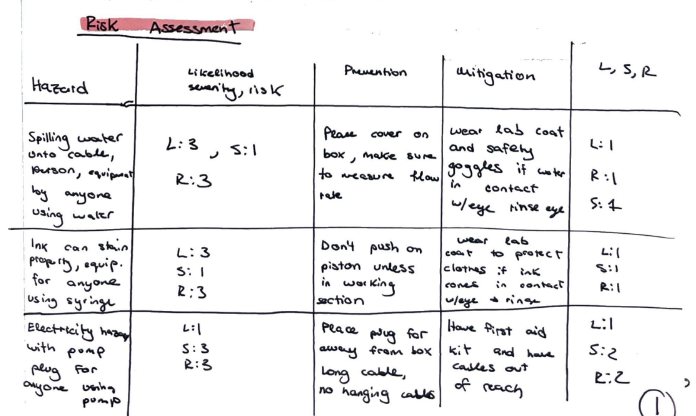 Risk Assessment
Hazard
Likelihood
severity, risk
Prevention
Mitigation
L, S, R
Spilling water
unto cable,
person, equipment
by anyone
using water
L:3 , S:1
R:3
Place cover on
box, make sure
to measure flow
rate
wear lab coat
and safety
goggles if water
in contact
w/eye rinse eye
L:1
R:1
S:1
Ink can stain
property, equip.
for anyone
using syringe
L:3
S:1
R:3
Don't push on
piston unless
in working
section
wear lab
coat to protect
clothes if ink
comes in contact
w/eye → rinse
L:1
S:1
R:1
Electricity hazard
with pomp
plug for
anyone using
pomp
L:1
S:3
R:3
Place plug far
away from box
Long cable,
no hanging cables
Have first aid
kit and have
cables out
of reach
L:1
S:2
R:2
1